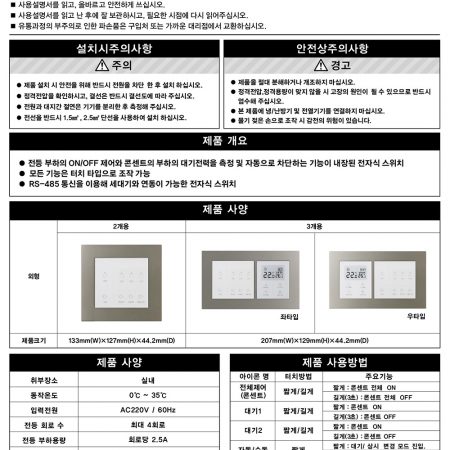 ■ 사용설명서를 읽고, 올바르고 안전하게 쓰십시오.
■ 사용설명서를 읽고 난 후에 잘 보관하시고, 필요한 시점에 다시 읽어주십시오.
■ 유통과정의 부주의로 인한 파손품은 구입처 또는 가까운 대리점에서 교환하십시오.
설치시주의사항
주의
● 제품 설치 시 안전을 위해 반드시 전원을 차단 한 후 설치 하십시오.
● 정격전압을 확인하시고, 결선은 반드시 결선도에 따라 주십시오.
● 전원과 대지간 절연은 기기를 분리한 후 측정해 주십시오.
● 전선을 반드시 1.5㎟, 2.5㎟ 단선을 사용하여 설치 하십시오.
안전상주의사항
경고
● 제품을 절대 분해하거나 개조하지 마십시오.
● 정격전압,정격용량이 맞지 않을 시 고장의 원인이 될 수 있으므로 반드시
엄수해 주십시오.
● 본 제품에 냉/난방기 및 전열기기를 연결하지 마십시오.
● 물기 젖은 손으로 조작 시 감전의 위험이 있습니다.
제품 개요
● 전등 부하의 ON/OFF 제어와 콘센트의 부하의 대기전력을 측정 및 자동으로 차단하는 기능이 내장된 전자식 스위치
● 모든 기능은 터치 타입으로 조작 가능
● RS-485 통신을 이용해 세대기와 연동이 가능한 전자식 스위치
제품 사양
2개용 3개용
외형
좌타입 우타입
제품크기 133mm(W)×127mm(H)×44.2mm(D) 207mm(W)×129mm(H)×44.2mm(D)
제품 사양
취부장소 실내
동작온도 0℃ ~ 35℃
입력전원 AC220V / 60Hz
전등 회로 수 최대 4회로
전등 부하용량 회로당 2.5A
제품 사용방법
아이콘 명 터치방법 주요기능
전체제어 (콘센트) 짧게/길게 짧게 : 콘센트 전체 ON
길게(3초) : 콘센트 전체 OFF
대기1 짧게/길게 짧게 : 콘센트 ON
길게(3초) : 콘센트 OFF
대기2 짧게/길게 짧게 : 콘센트 ON
길게(3초) : 콘센트 OFF
자동/수동 짧게 짧게 : 대기/ 상시 변경 모드 진입.